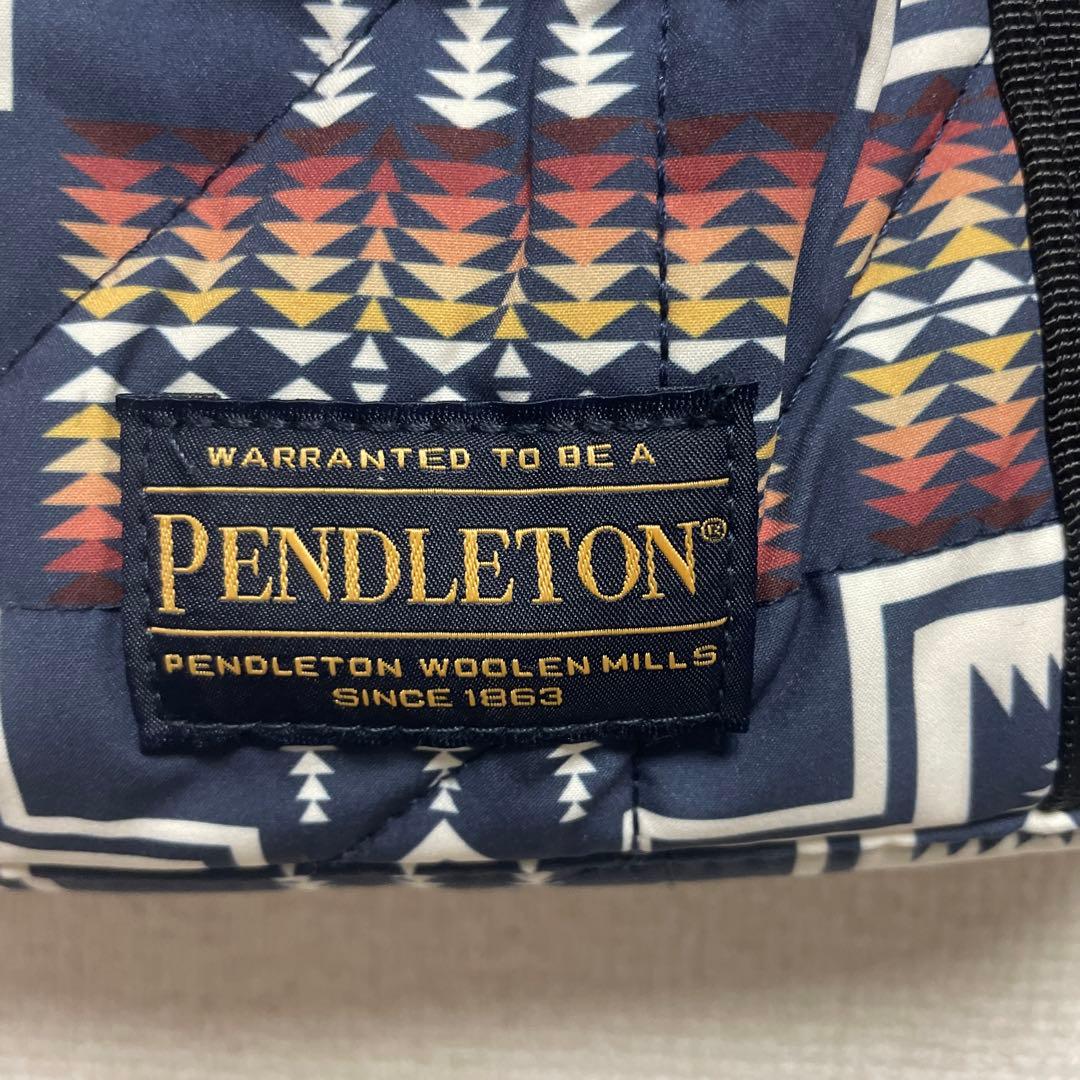 WARRANTED TO BE A
PENDLETON®
PENDLETON WOOLEN MILLS
SINCE 1863